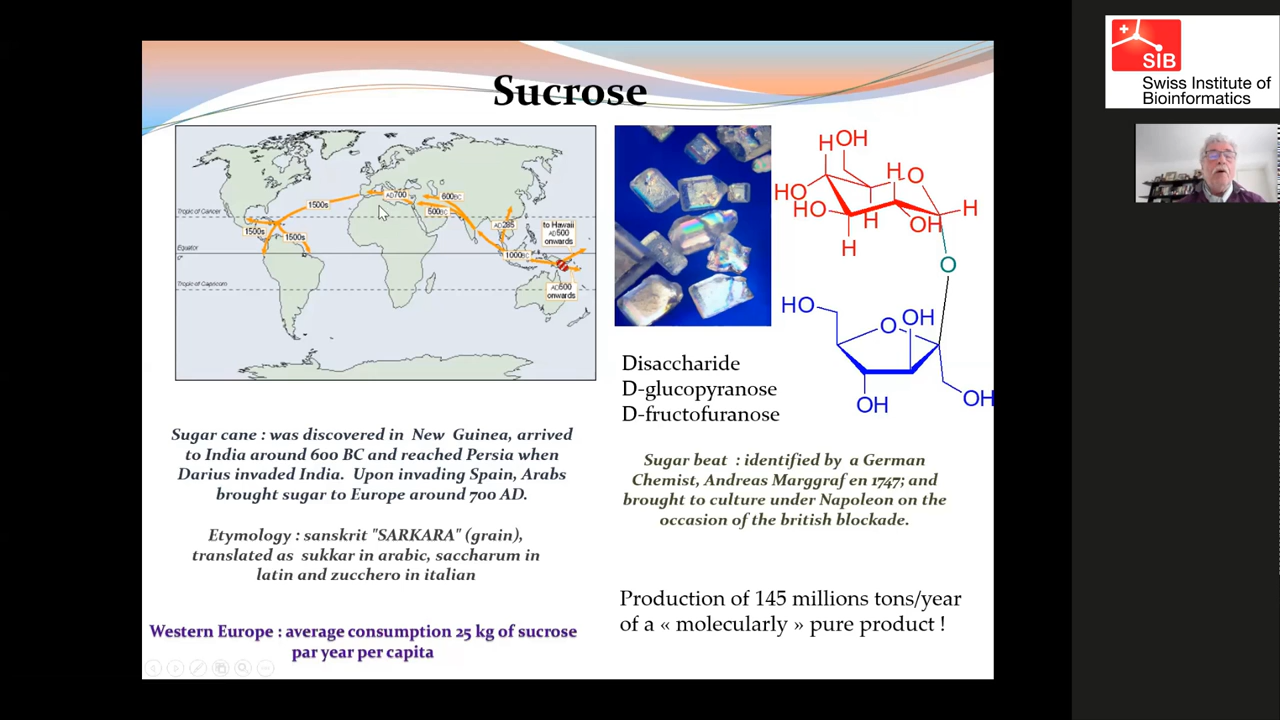 Sucrose
SIB
Swiss Institute of
Bioinformatics
Tropic of Cancer
Equator
0°
Tropic of Capricorn
1500s
1500s
1500s
AD700
600BC
500BC
AD285
1000BC
to Hawaii
AD500
onwards
AD500
onwards
H
OH
H
O
HO
HO
H
OH
H
H
O
HO
O
OH
OH
OH
Disaccharide
D-glucopyranose
D-fructofuranose
Sugar cane : was discovered in New Guinea, arrived
to India around 600 BC and reached Persia when
Darius invaded India. Upon invading Spain, Arabs
brought sugar to Europe around 700 AD.
Etymology : sanskrit "SARKARA" (grain),
translated as sukkar in arabic, saccharum in
latin and zucchero in italian
Western Europe : average consumption 25 kg of sucrose
par year per capita
Sugar beat : identified by a German
Chemist, Andreas Marggraf en 1747; and
brought to culture under Napoleon on the
occasion of the british blockade.
Production of 145 millions tons/year
of a « molecularly » pure product !